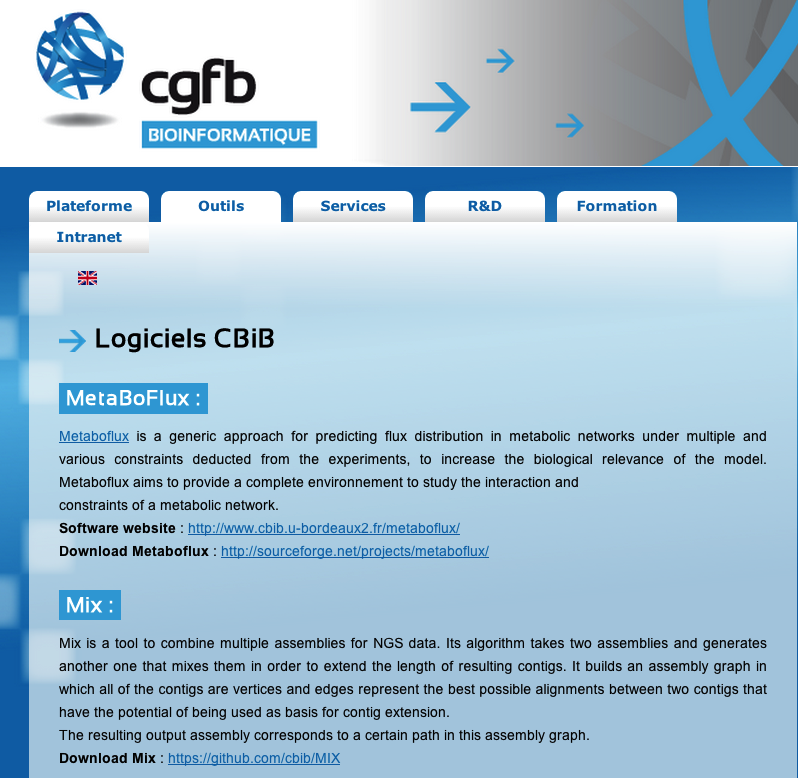 cgfb
BIOINFORMATIQUE
Plateforme
Outils
Services
R&D
Formation
Intranet
Logiciels CBiB
MetaBoFlux :
Metaboflux is a generic approach for predicting flux distribution in metabolic networks under multiple and
various constraints deducted from the experiments, to increase the biological relevance of the model.
Metaboflux aims to provide a complete environnement to study the interaction and
constraints of a metabolic network.
Software website : http://www.cbib.u-bordeaux2.fr/metaboflux/
Download Metaboflux : http://sourceforge.net/projects/metaboflux/
Mix :
Mix is a tool to combine multiple assemblies for NGS data. Its algorithm takes two assemblies and generates
another one that mixes them in order to extend the length of resulting contigs. It builds an assembly graph in
which all of the contigs are vertices and edges represent the best possible alignments between two contigs that
have the potential of being used as basis for contig extension.
The resulting output assembly corresponds to a certain path in this assembly graph.
Download Mix : https://github.com/cbib/MIX